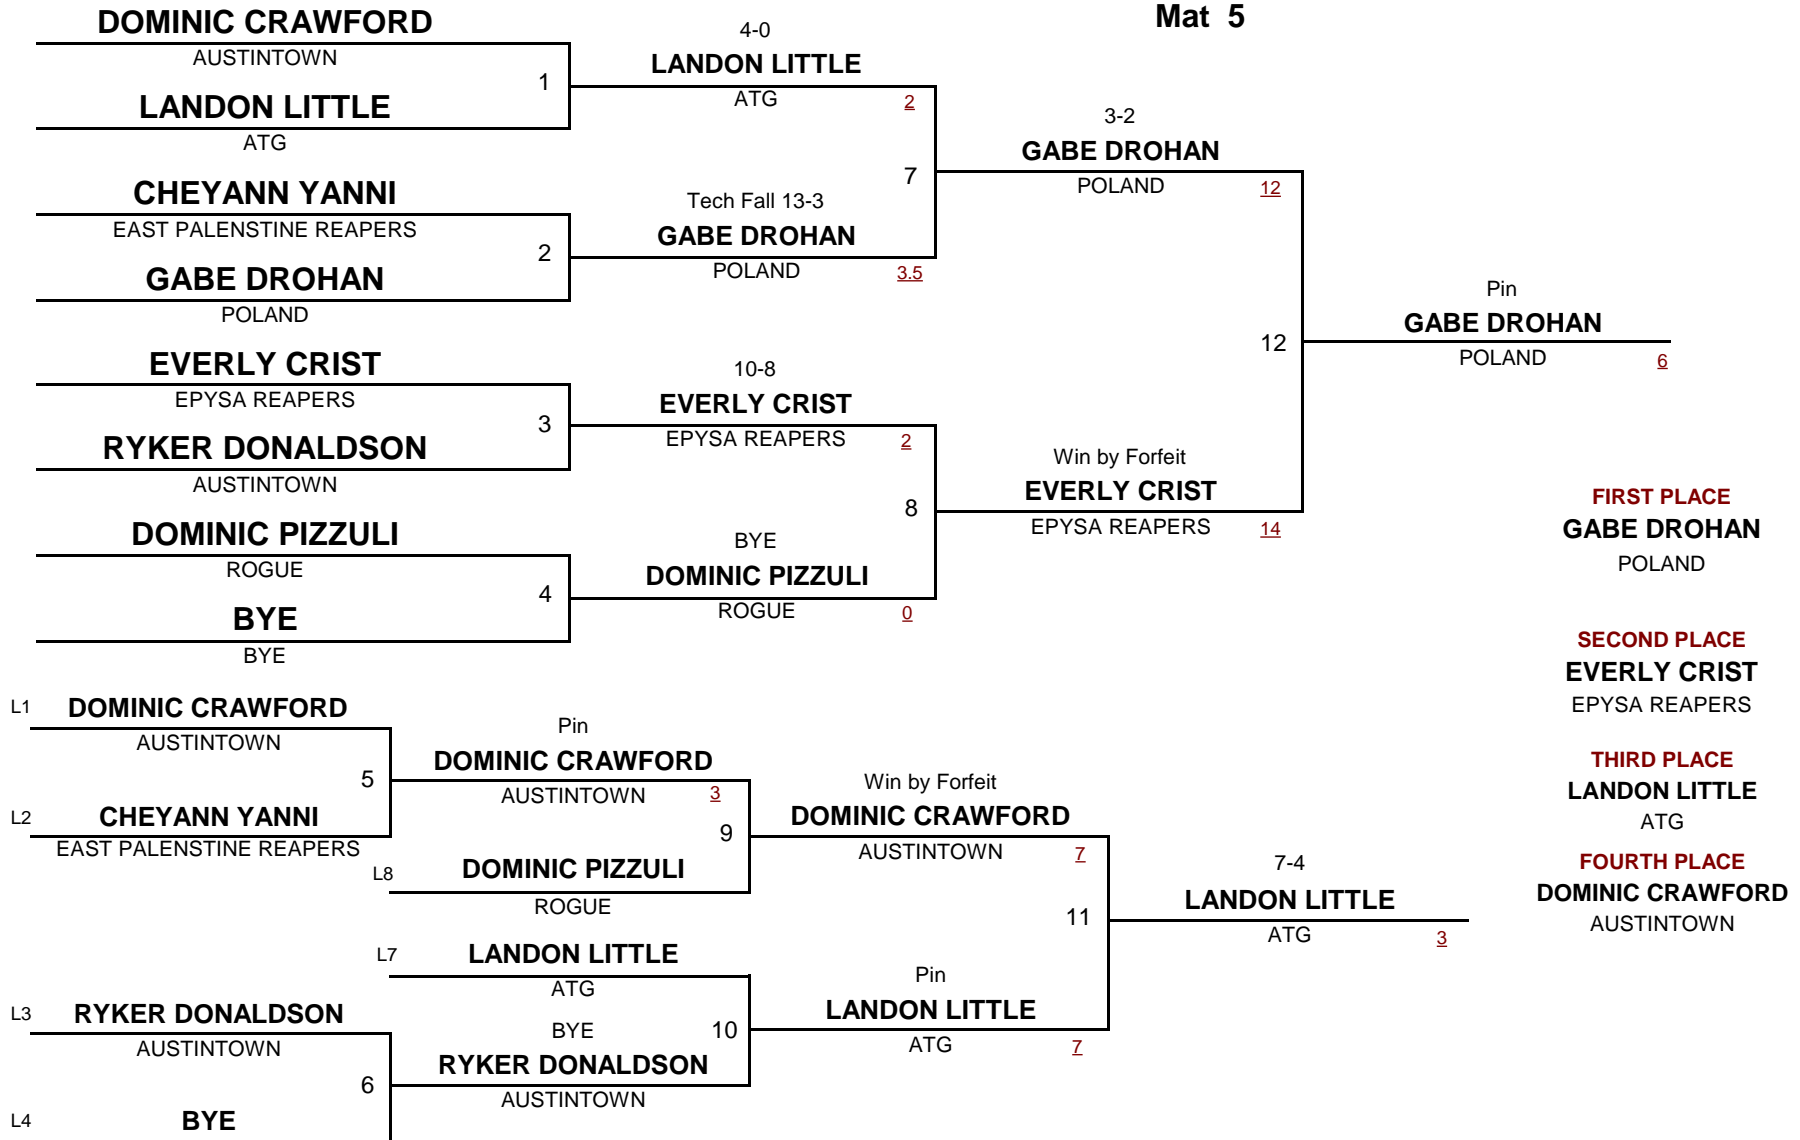 Mat 5
DOMINIC CRAWFORD
AUSTINTOWN
1
LANDON LITTLE
ATG
CHEYANN YANNI
EAST PALENSTINE REAPERS
2
GABE DROHAN
POLAND
EVERLY CRIST
EPYSA REAPERS
3
RYKER DONALDSON
AUSTINTOWN
DOMINIC PIZZULI
ROGUE
4
BYE
BYE
4-0
LANDON LITTLE
ATG 2
7
Tech Fall 13-3
GABE DROHAN
POLAND 3.5
10-8
EVERLY CRIST
EPYSA REAPERS 2
8
BYE
DOMINIC PIZZULI
ROGUE 0
3-2
GABE DROHAN
POLAND 12
12
Win by Forfeit
EVERLY CRIST
EPYSA REAPERS 14
Pin
GABE DROHAN
POLAND 6
FIRST PLACE
GABE DROHAN
POLAND
SECOND PLACE
EVERLY CRIST
EPYSA REAPERS
THIRD PLACE
LANDON LITTLE
ATG
FOURTH PLACE
DOMINIC CRAWFORD
AUSTINTOWN
L1 DOMINIC CRAWFORD
AUSTINTOWN
5
L2 CHEYANN YANNI
EAST PALENSTINE REAPERS
Pin
DOMINIC CRAWFORD
AUSTINTOWN 3
9
L8 DOMINIC PIZZULI
ROGUE
L7 LANDON LITTLE
ATG
BYE 10
RYKER DONALDSON
AUSTINTOWN
L3 RYKER DONALDSON
AUSTINTOWN
6
L4 BYE
Win by Forfeit
DOMINIC CRAWFORD
AUSTINTOWN 7
11
Pin
LANDON LITTLE
ATG 7
7-4
LANDON LITTLE
ATG 3